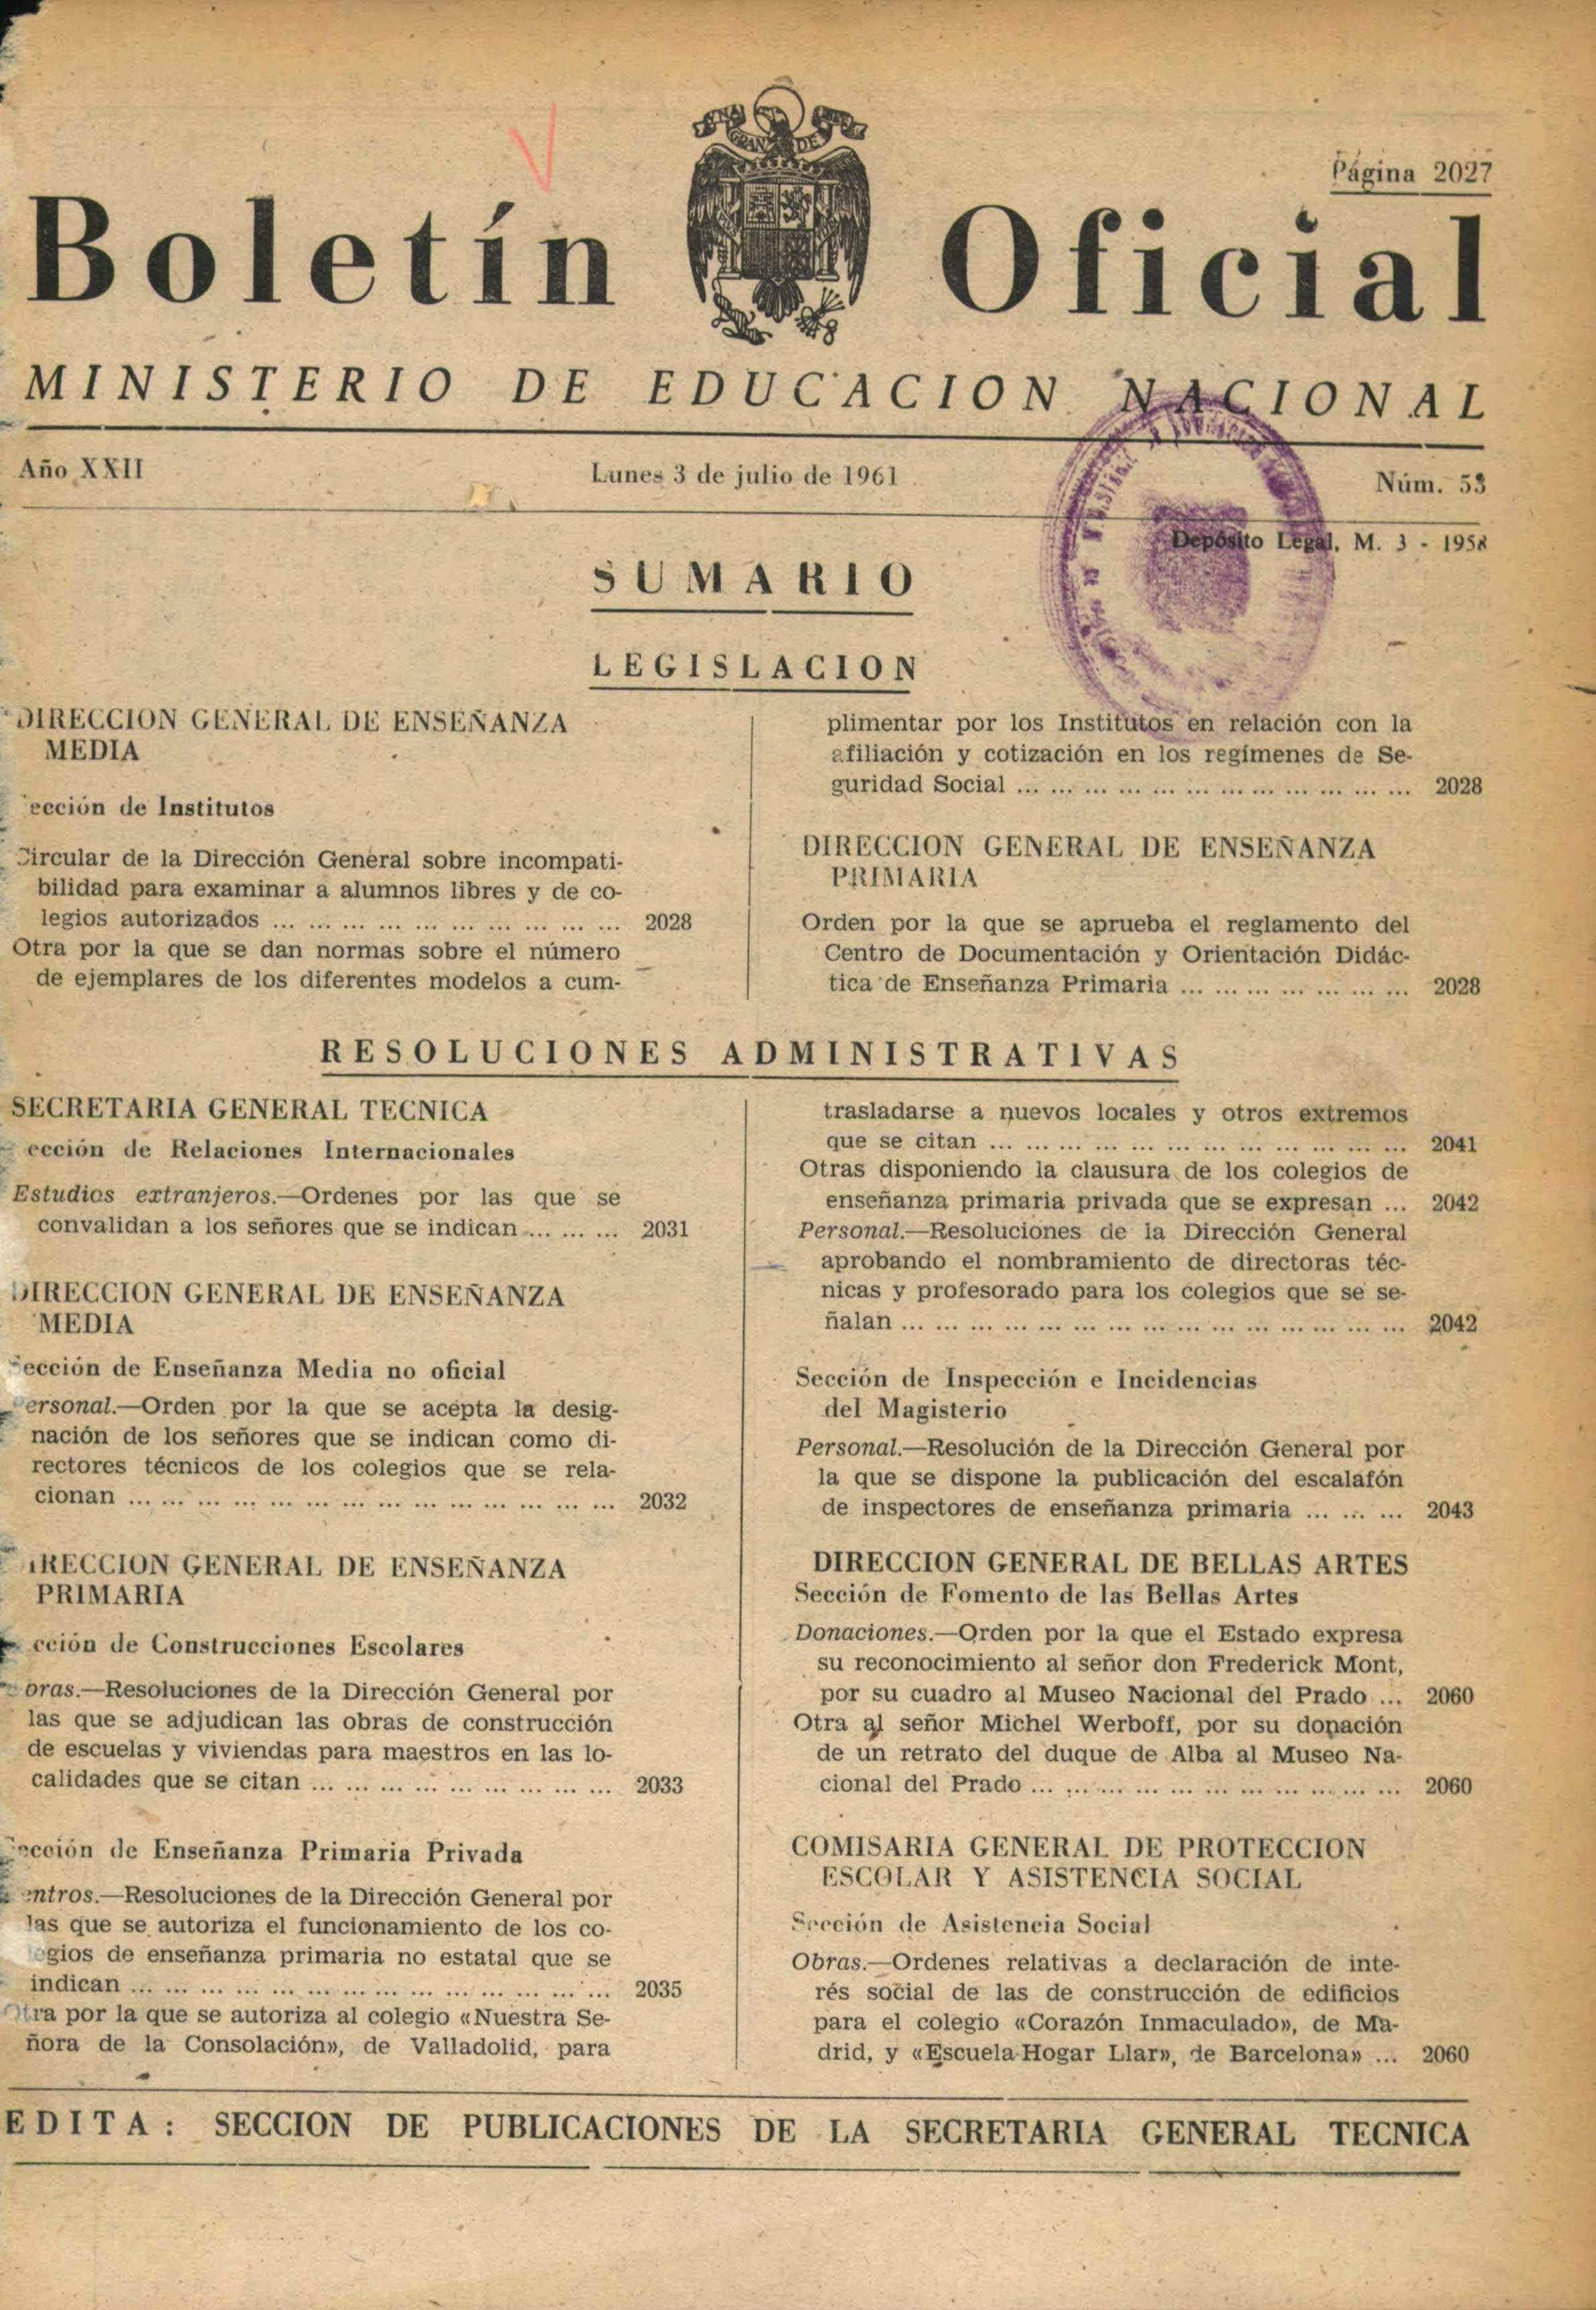 Página 2027
Boletín Oficial
MINISTERIO DE EDUCACION NACIONAL
Año XXII
Lunes 3 de julio de 1961
Núm. 53
Depósito Legal, M. 3 - 1958
SUMARIO
LEGISLACION
DIRECCION GENERAL DE ENSEÑANZA
MEDIA
ección de Institutos
Circular de la Dirección General sobre incompati-
bilidad para examinar a alumnos libres y de co-
legios autorizados ... ... ... ... ... ... ... ... ... ... 2028
Otra por la que se dan normas sobre el número
de ejemplares de los diferentes modelos a cum-
plimentar por los Institutos en relación con la
afiliación y cotización en los regímenes de Se-
guridad Social ... ... ... ... ... ... ... ... ... ... ... ... 2028
DIRECCION GENERAL DE ENSEÑANZA
PRIMARIA
Orden por la que se aprueba el reglamento del
Centro de Documentación y Orientación Didác-
tica de Enseñanza Primaria ... ... ... ... ... ... ... 2028
RESOLUCIONES ADMINISTRATIVAS
SECRETARIA GENERAL TECNICA
ección de Relaciones Internacionales
Estudios extranjeros.—Ordenes por las que se
convalidan a los señores que se indican ... ... ... 2031
DIRECCION GENERAL DE ENSEÑANZA
MEDIA
ección de Enseñanza Media no oficial
ersonal.—Orden por la que se acepta la desig-
nación de los señores que se indican como di-
rectores técnicos de los colegios que se rela-
cionan ... ... ... ... ... ... ... ... ... ... ... ... ... ... 2032
IRECCION GENERAL DE ENSEÑANZA
PRIMARIA
cción de Construcciones Escolares
bras.—Resoluciones de la Dirección General por
las que se adjudican las obras de construcción
de escuelas y viviendas para maestros en las lo-
calidades que se citan ... ... ... ... ... ... ... ... ... 2033
ección de Enseñanza Primaria Privada
entros.—Resoluciones de la Dirección General por
las que se autoriza el funcionamiento de los co-
egios de enseñanza primaria no estatal que se
indican ... ... ... ... ... ... ... ... ... ... ... ... ... ... 2035
Otra por la que se autoriza al colegio «Nuestra Se-
ñora de la Consolación», de Valladolid, para
trasladarse a nuevos locales y otros extremos
que se citan ... ... ... ... ... ... ... ... ... ... ... ... 2041
Otras disponiendo la clausura de los colegios de
enseñanza primaria privada que se expresan ... 2042
Personal.—Resoluciones de la Dirección General
aprobando el nombramiento de directoras téc-
nicas y profesorado para los colegios que se se-
ñalan ... ... ... ... ... ... ... ... ... ... ... ... ... ... ... 2042
Sección de Inspección e Incidencias
del Magisterio
Personal.—Resolución de la Dirección General por
la que se dispone la publicación del escalafón
de inspectores de enseñanza primaria ... ... ... 2043
DIRECCION GENERAL DE BELLAS ARTES
Sección de Fomento de las Bellas Artes
Donaciones.—Orden por la que el Estado expresa
su reconocimiento al señor don Frederick Mont,
por su cuadro al Museo Nacional del Prado ... 2060
Otra al señor Michel Werboff, por su donación
de un retrato del duque de Alba al Museo Na-
cional del Prado ... ... ... ... ... ... ... ... ... ... ... 2060
COMISARIA GENERAL DE PROTECCION
ESCOLAR Y ASISTENCIA SOCIAL
Sección de Asistencia Social
Obras.—Ordenes relativas a declaración de inte-
rés social de las de construcción de edificios
para el colegio «Corazón Inmaculado», de Ma-
drid, y «Escuela-Hogar Llar», de Barcelona» ... 2060
EDITA: SECCION DE PUBLICACIONES DE LA SECRETARIA GENERAL TECNICA